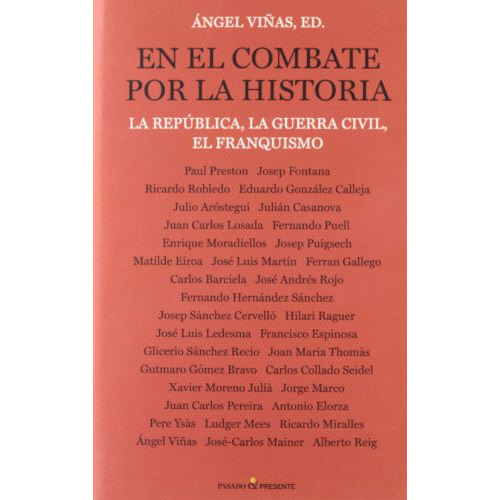 ÁNGEL VIÑAS, ED.
EN EL COMBATE
POR LA HISTORIA
LA REPÚBLICA, LA GUERRA CIVIL,
EL FRANQUISMO
Paul Preston Josep Fontana
Ricardo Robledo Eduardo González Calleja
Julio Aróstegui Julián Casanova
Juan Carlos Losada Fernando Puell
Enrique Moradiellos Josep Puigsech
Matilde Eiroa José Luis Martín Ferran Gallego
Carlos Barciela José Andrés Rojo
Fernando Hernández Sánchez
Josep Sánchez Cervelló Hilari Raguer
José Luis Ledesma Francisco Espinosa
Glicerio Sánchez Recio Joan Maria Thomàs
Gutmaro Gómez Bravo Carlos Collado Seidel
Xavier Moreno Julià Jorge Marco
Juan Carlos Pereira Antonio Elorza
Pere Ysàs Ludger Mees Ricardo Miralles
Ángel Viñas José-Carlos Mainer Alberto Reig
PASADO & PRESENTE